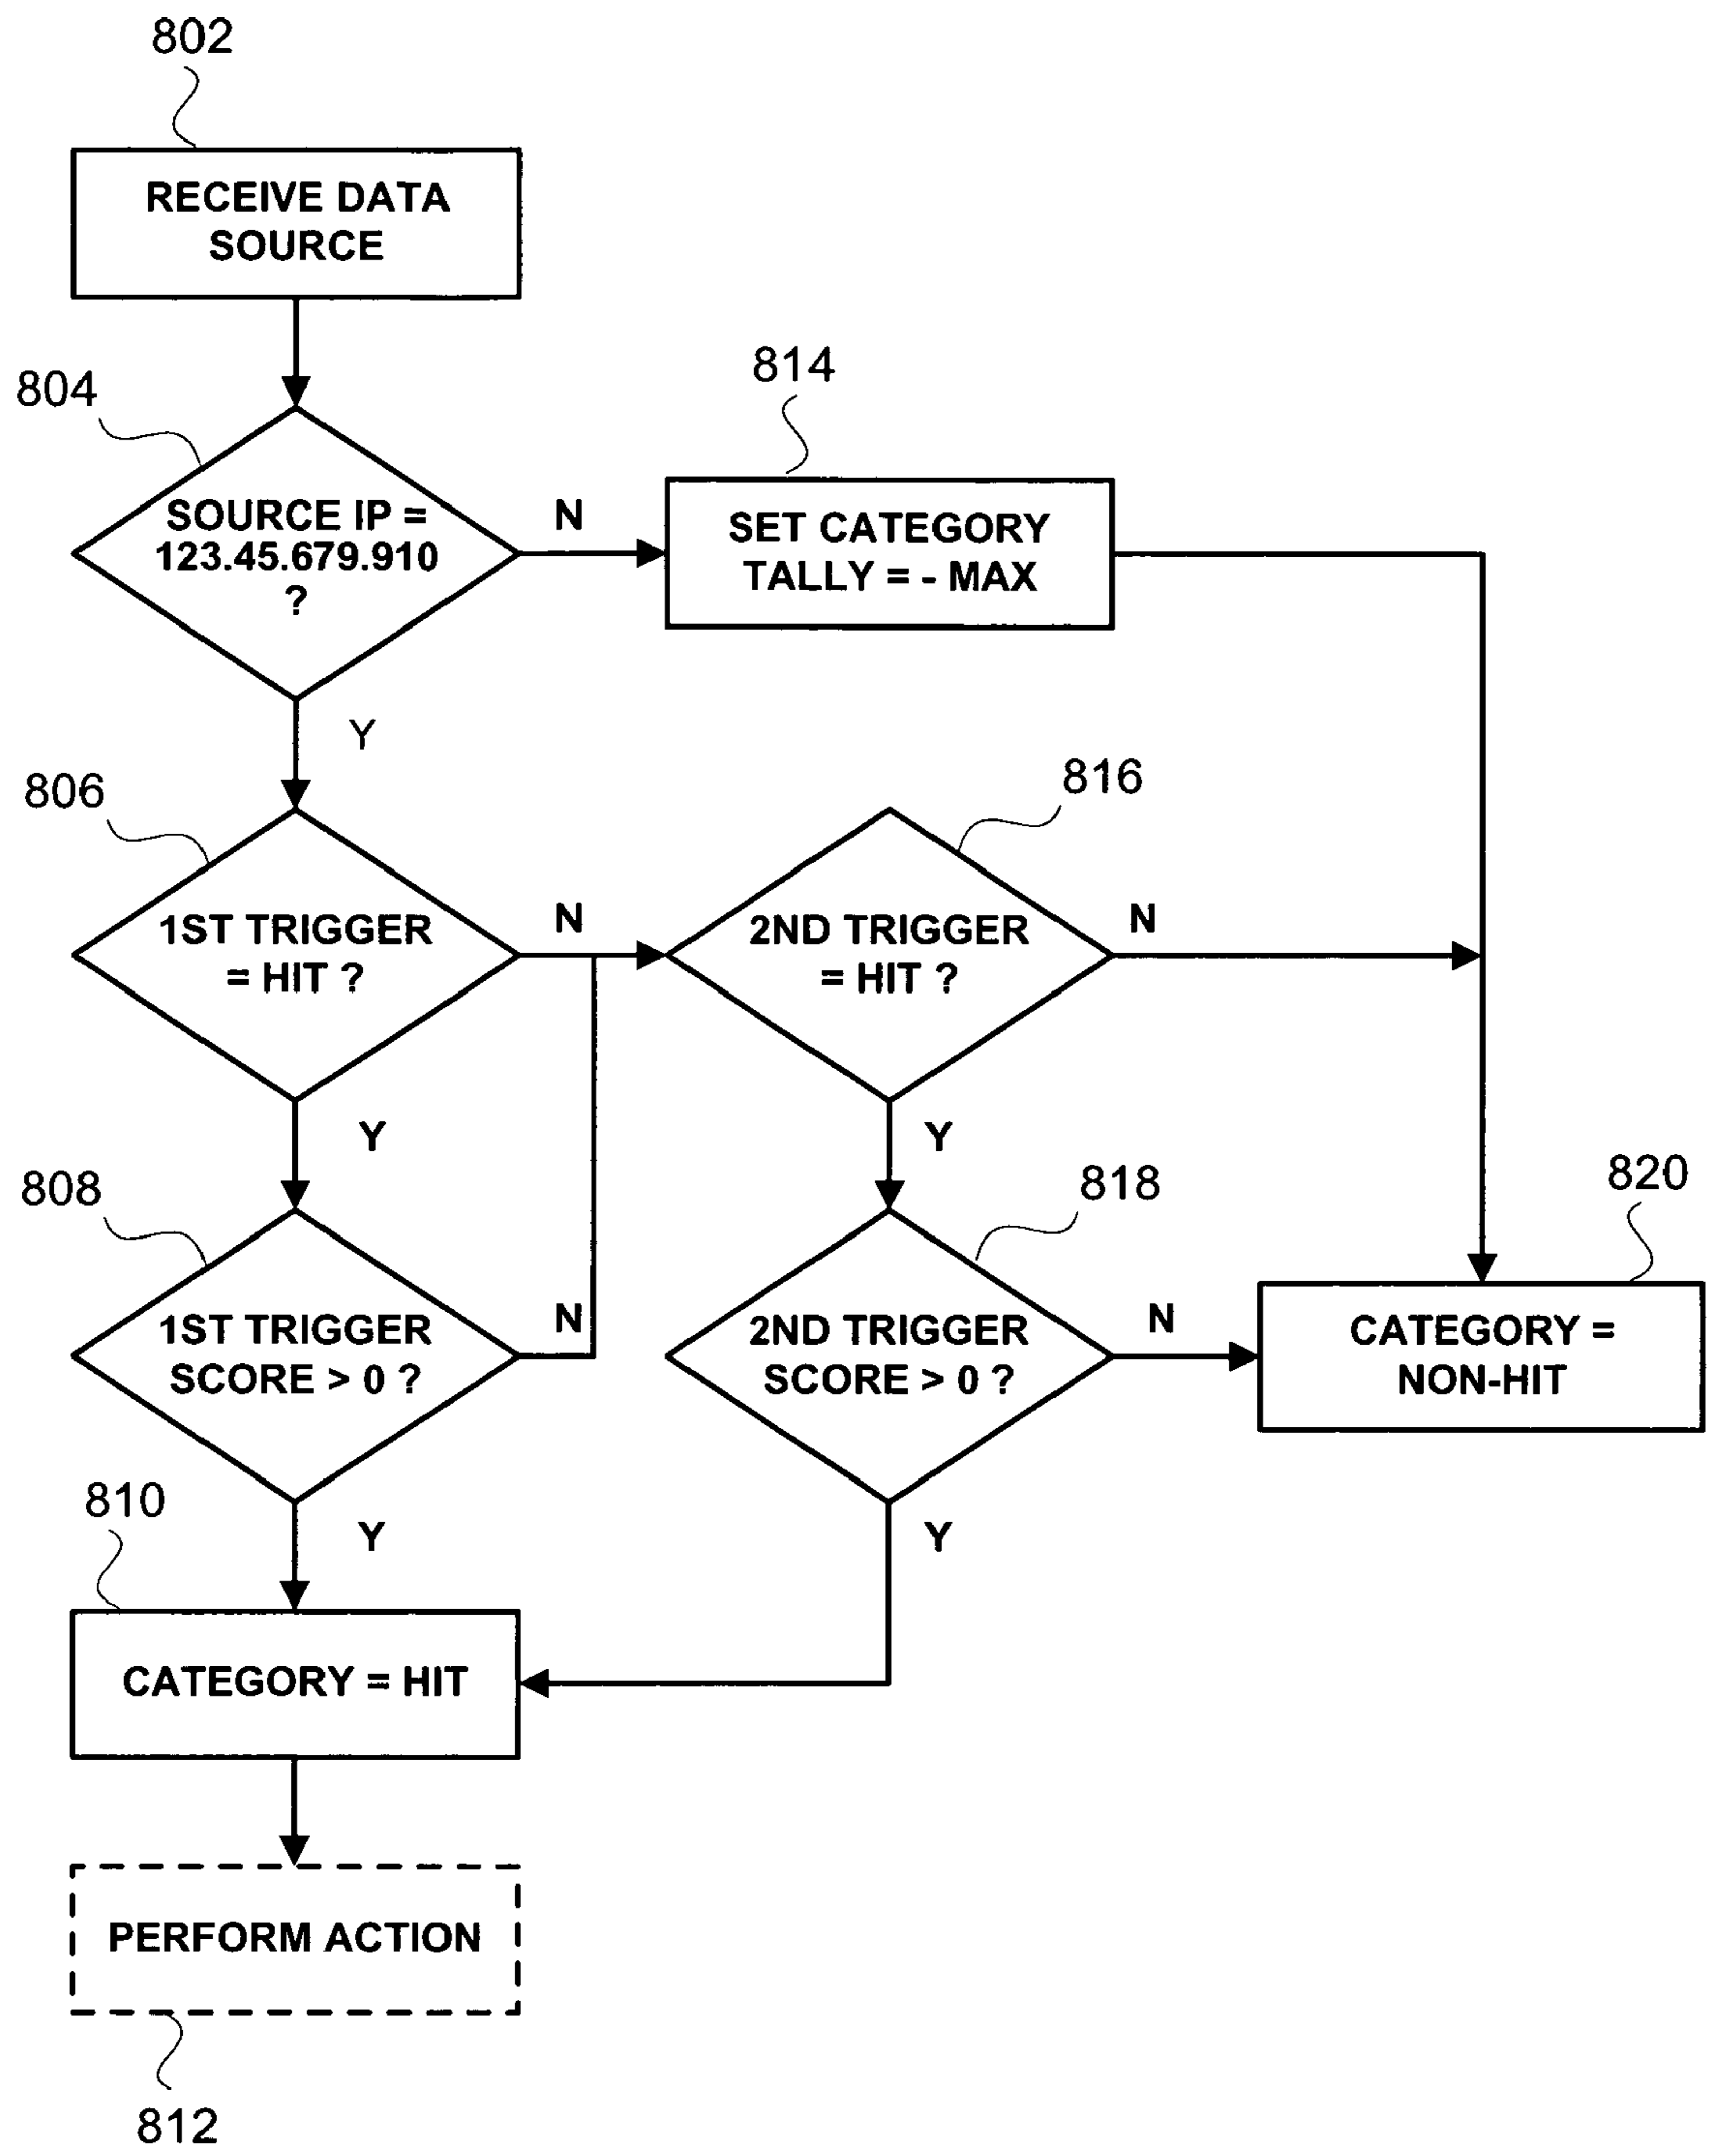 802
RECEIVE DATA
SOURCE
804
SOURCE IP =
123.45.679.910
?
N
814
SET CATEGORY
TALLY = - MAX
Y
806
1ST TRIGGER
= HIT ?
N
816
2ND TRIGGER
= HIT ?
N
Y
Y
808
1ST TRIGGER
SCORE > 0 ?
N
818
2ND TRIGGER
SCORE > 0 ?
N
820
CATEGORY =
NON-HIT
Y
Y
810
CATEGORY = HIT
PERFORM ACTION
812